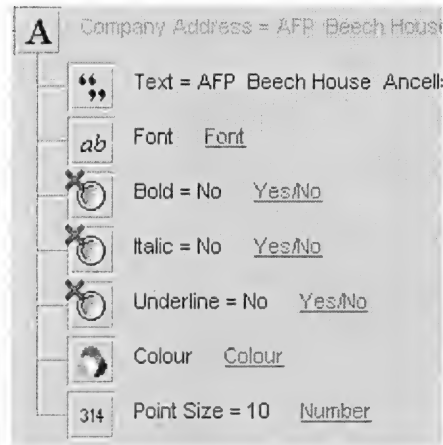 A Company Address = AFP Beech House
Text = AFP Beech House Ancells
ab Font Font
Bold = No Yes/No
Italic = No Yes/No
Underline = No Yes/No
Colour Colour
314 Point Size = 10 Number